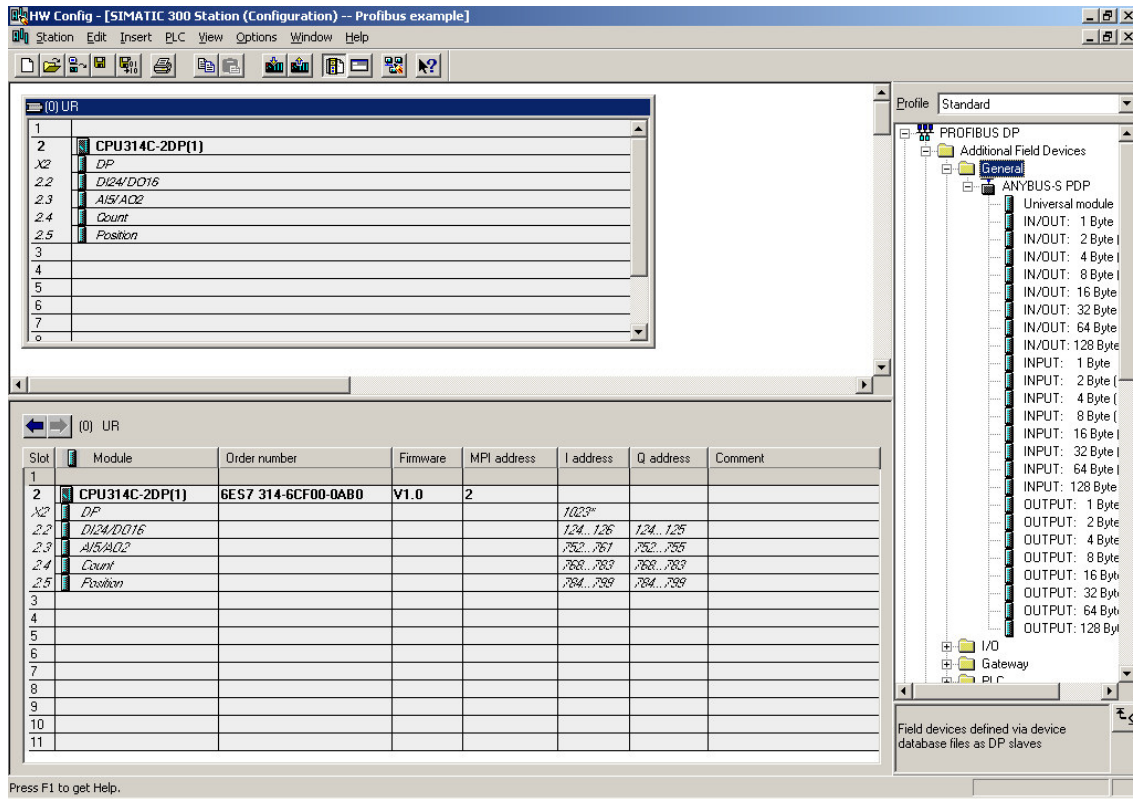 HW Config - [SIMATIC 300 Station (Configuration) -- Profibus example]
Station Edit Insert PLC View Options Window Help
(0) UR
1
2 CPU314C-2DP(1)
X2 DP
2.2 DI24/DO16
2.3 AI5/AO2
2.4 Count
2.5 Position
3
4
5
6
7
Profile Standard
PROFIBUS DP
Additional Field Devices
General
ANYBUS-S PDP
Universal module
IN/OUT: 1 Byte
IN/OUT: 2 Byte (
IN/OUT: 4 Byte (
IN/OUT: 8 Byte (
IN/OUT: 16 Byte
IN/OUT: 32 Byte
IN/OUT: 64 Byte
IN/OUT: 128 Byte
INPUT: 1 Byte
INPUT: 2 Byte (
INPUT: 4 Byte (
INPUT: 8 Byte (
INPUT: 16 Byte (
INPUT: 32 Byte (
INPUT: 64 Byte (
INPUT: 128 Byte
OUTPUT: 1 Byte
OUTPUT: 2 Byte
OUTPUT: 4 Byte
OUTPUT: 8 Byte
OUTPUT: 16 Byt
OUTPUT: 32 Byt
OUTPUT: 64 Byt
OUTPUT: 128 Byt
I/O
Gateway
PLC
(0) UR
Slot Module Order number Firmware MPI address I address Q address Comment
1
2 CPU314C-2DP(1) 6ES7 314-6CF00-0AB0 V1.0 2
X2 DP 1023*
2.2 DI24/DO16 124...126 124...125
2.3 AI5/AO2 752...761 752...755
2.4 Count 768...783 768...783
2.5 Position 784...799 784...799
3
4
5
6
7
8
9
10
11
Field devices defined via device
database files as DP slaves
Press F1 to get Help.